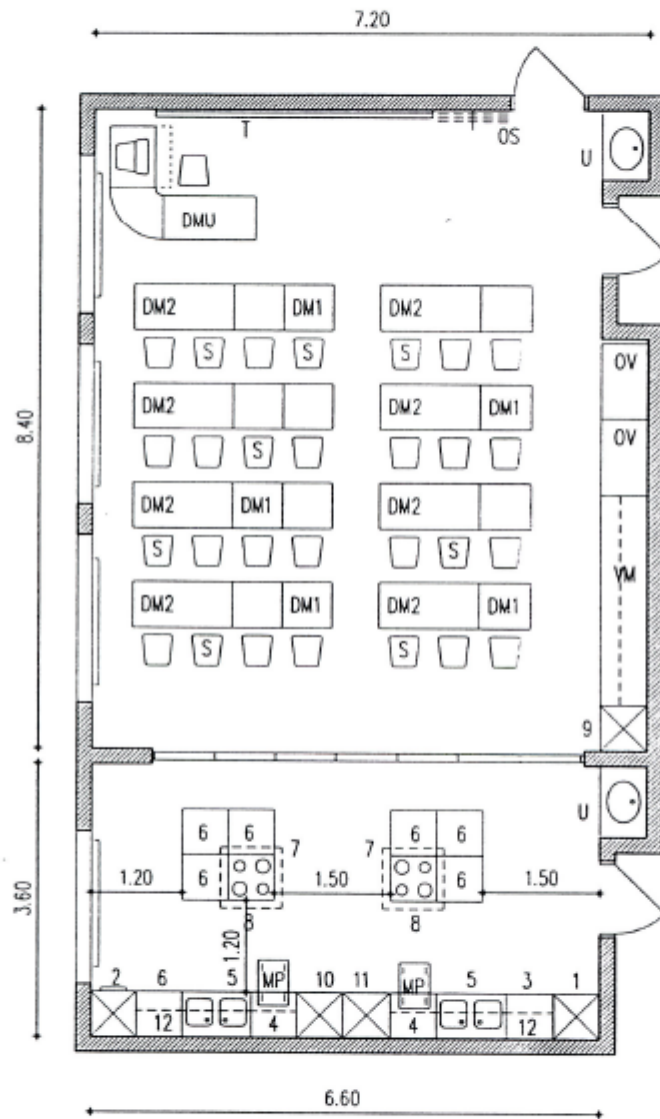 7.20
T
OS
U
DMU
DM2 DM1 DM2
S S S
OV
DM2 DM2 DM1
S
OV
8.40
DM2 DM1 DM2
S S
VM
DM2 DM1 DM2 DM1
S S
9
6 6 7 7 6 6
U
6 6
1.20 1.50 1.50
3.60
8 8
1.20
2 6 5 MP 10 11 MP 5 3 1
12 4 4 12
6.60